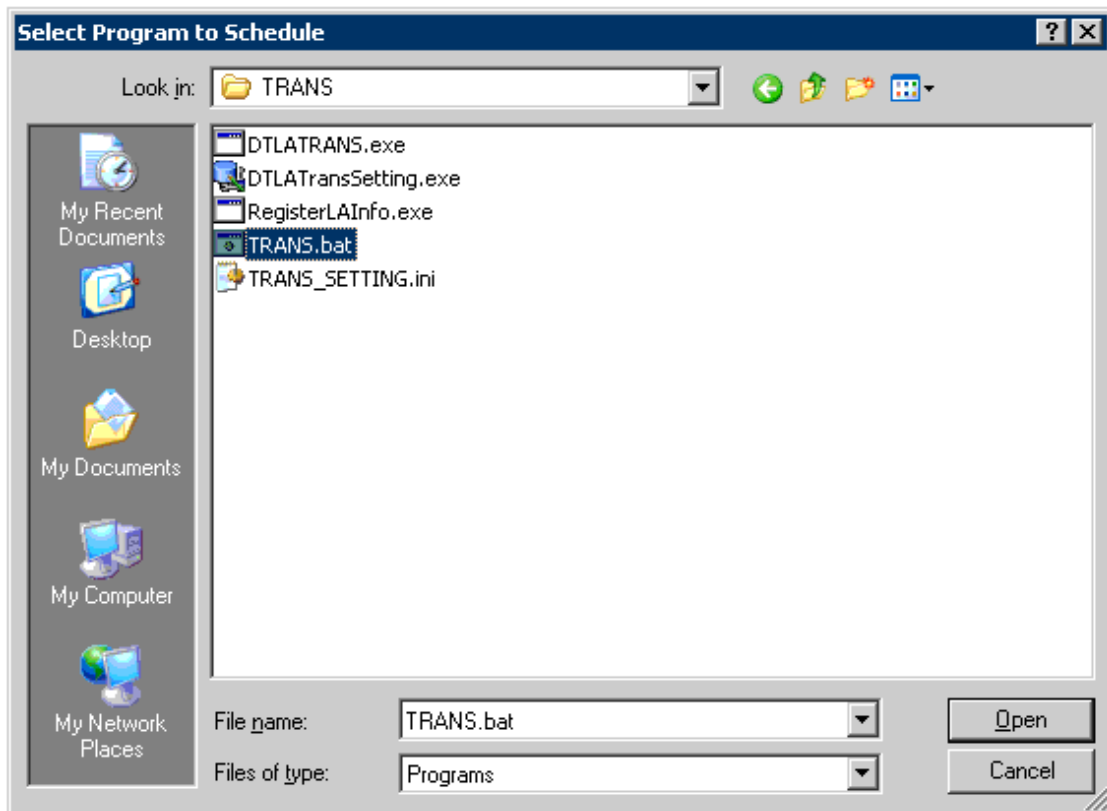 Select Program to Schedule
Look in:
TRANS
My Recent
Documents
Desktop
My Documents
My Computer
My Network
Places
DTLATRANS.exe
DTLATransSetting.exe
RegisterLAInfo.exe
TRANS.bat
TRANS_SETTING.ini
File name:
TRANS.bat
Open
Files of type:
Programs
Cancel